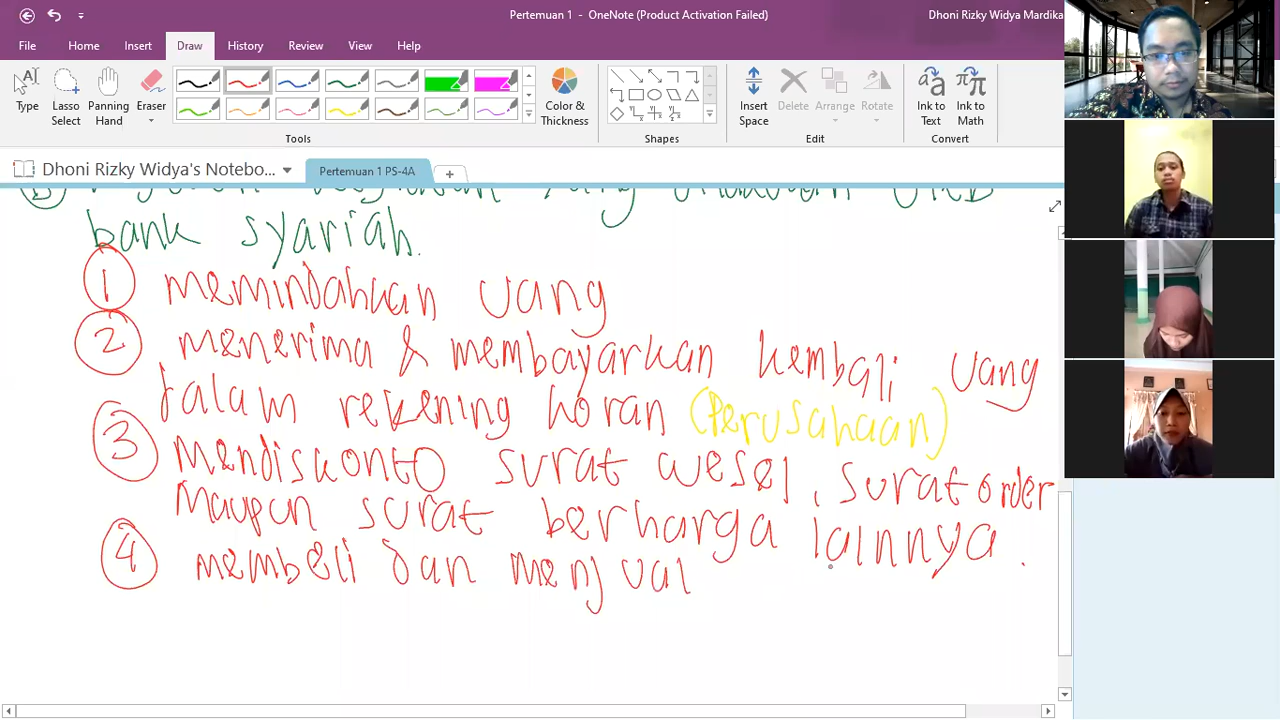 Pertemuan 1 - OneNote (Product Activation Failed)
Dhoni Rizky Widya Mardika
File Home Insert Draw History Review View Help
Type
Lasso Select
Panning Hand
Eraser
Color & Thickness
Insert Space
Delete
Arrange
Rotate
Ink to Text
Ink to Math
Tools
Shapes
Edit
Convert
Dhoni Rizky Widya's Notebo...
Pertemuan 1 PS-4A
bank syariah.
1 memindahkan uang
2 menerima & membayarkan kembali uang
dalam rekening koran (Perusahaan)
3 mendiskonto surat wesel, surat order
maupun surat berharga lainnya.
4 membeli dan menjual